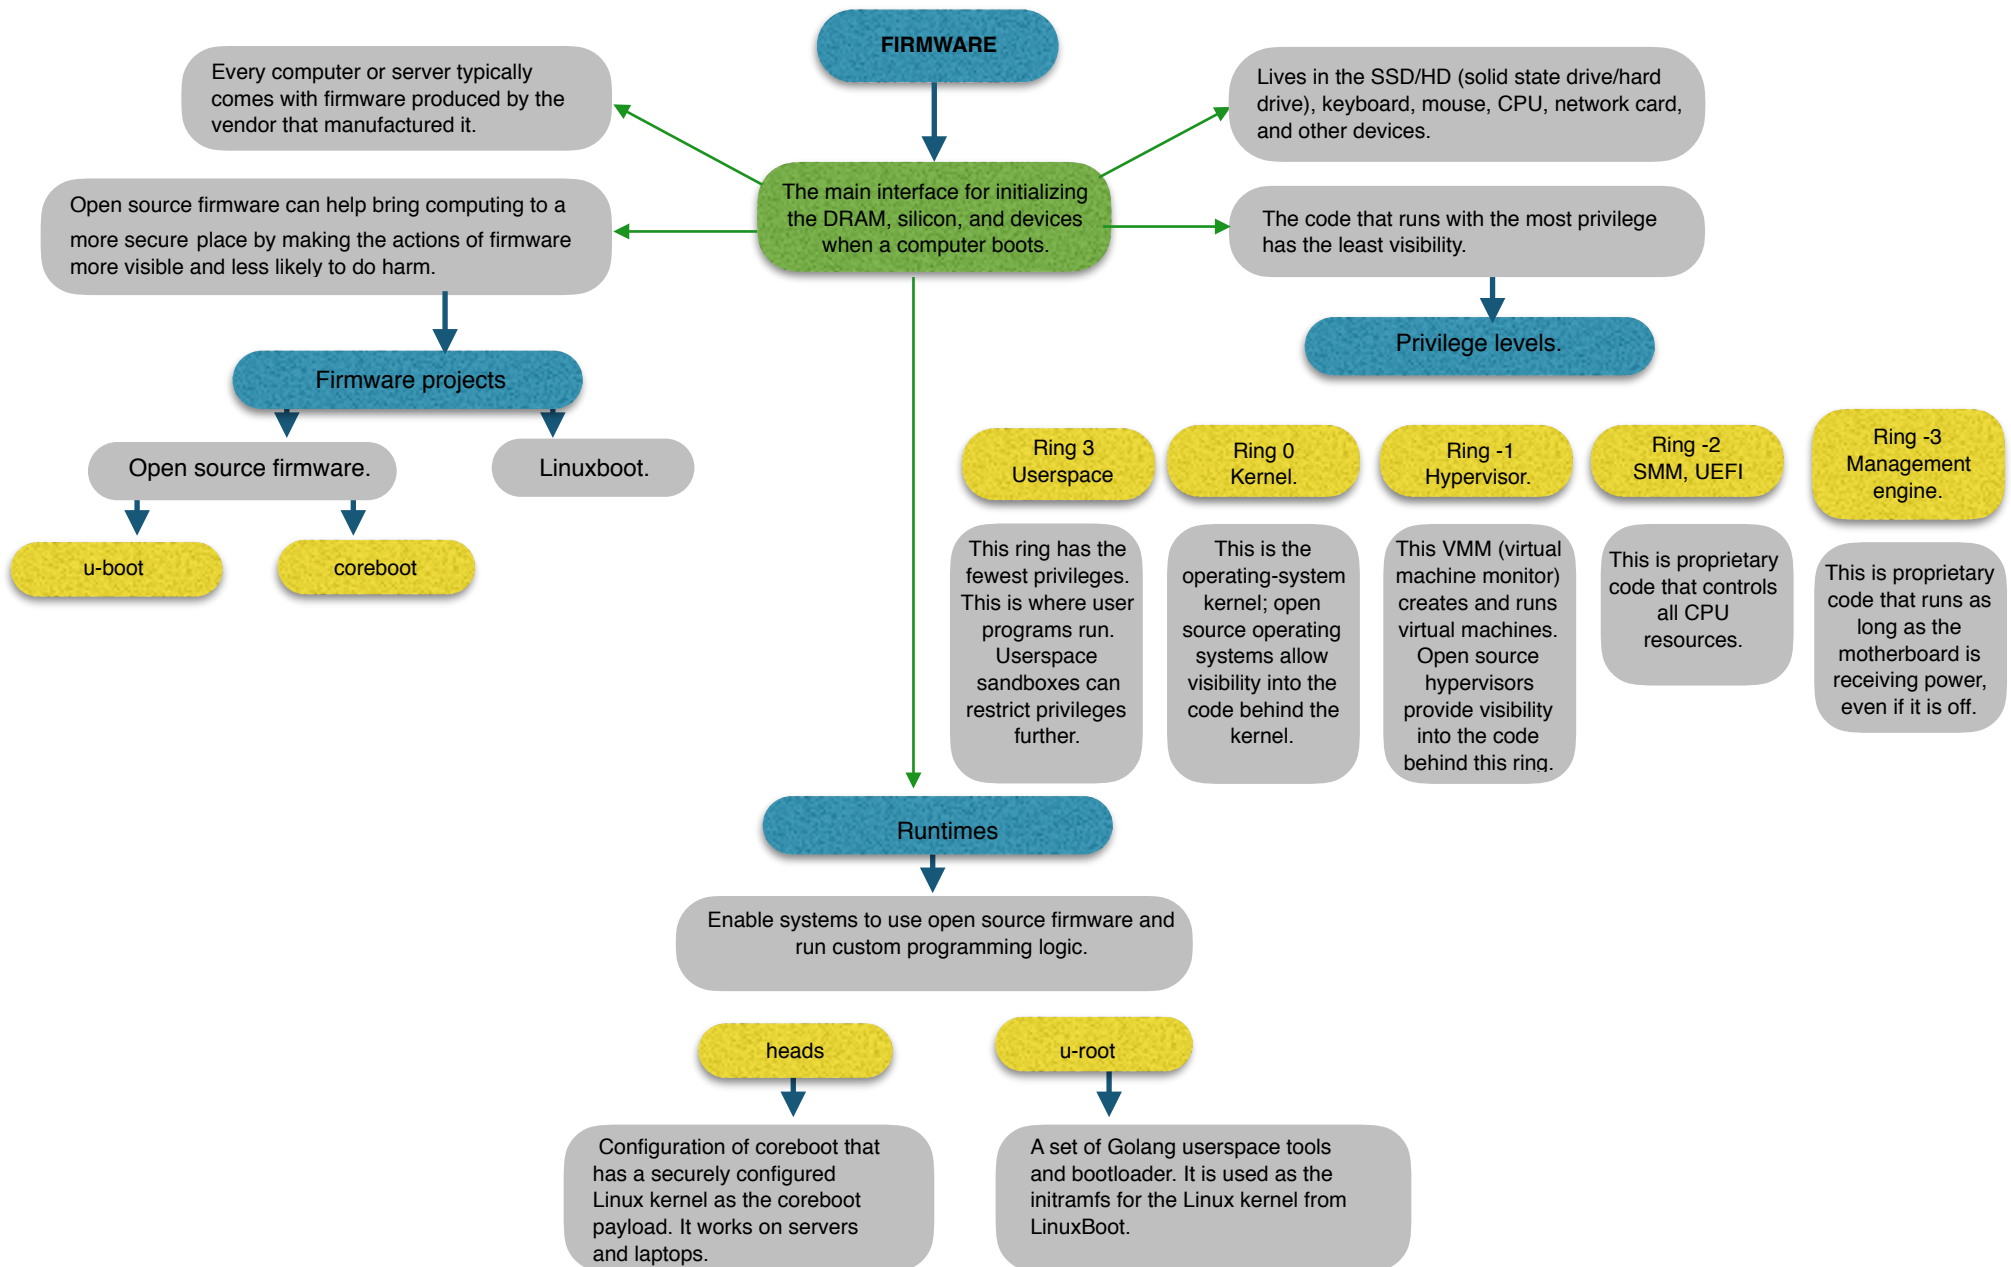 FIRMWARE
Every computer or server typically
comes with firmware produced by the
vendor that manufactured it.
Lives in the SSD/HD (solid state drive/hard
drive), keyboard, mouse, CPU, network card,
and other devices.
The main interface for initializing
the DRAM, silicon, and devices
when a computer boots.
Open source firmware can help bring computing to a
more secure place by making the actions of firmware
more visible and less likely to do harm.
The code that runs with the most privilege
has the least visibility.
Privilege levels.
Firmware projects
Open source firmware.
Linuxboot.
u-boot
coreboot
Ring 3
Userspace
Ring 0
Kernel.
Ring -1
Hypervisor.
Ring -2
SMM, UEFI
Ring -3
Management
engine.
This ring has the
fewest privileges.
This is where user
programs run.
Userspace
sandboxes can
restrict privileges
further.
This is the
operating-system
kernel; open
source operating
systems allow
visibility into the
code behind the
kernel.
This VMM (virtual
machine monitor)
creates and runs
virtual machines.
Open source
hypervisors
provide visibility
into the code
behind this ring.
This is proprietary
code that controls
all CPU
resources.
This is proprietary
code that runs as
long as the
motherboard is
receiving power,
even if it is off.
Runtimes
Enable systems to use open source firmware and
run custom programming logic.
heads
u-root
Configuration of coreboot that
has a securely configured
Linux kernel as the coreboot
payload. It works on servers
and laptops.
A set of Golang userspace tools
and bootloader. It is used as the
initramfs for the Linux kernel from
LinuxBoot.